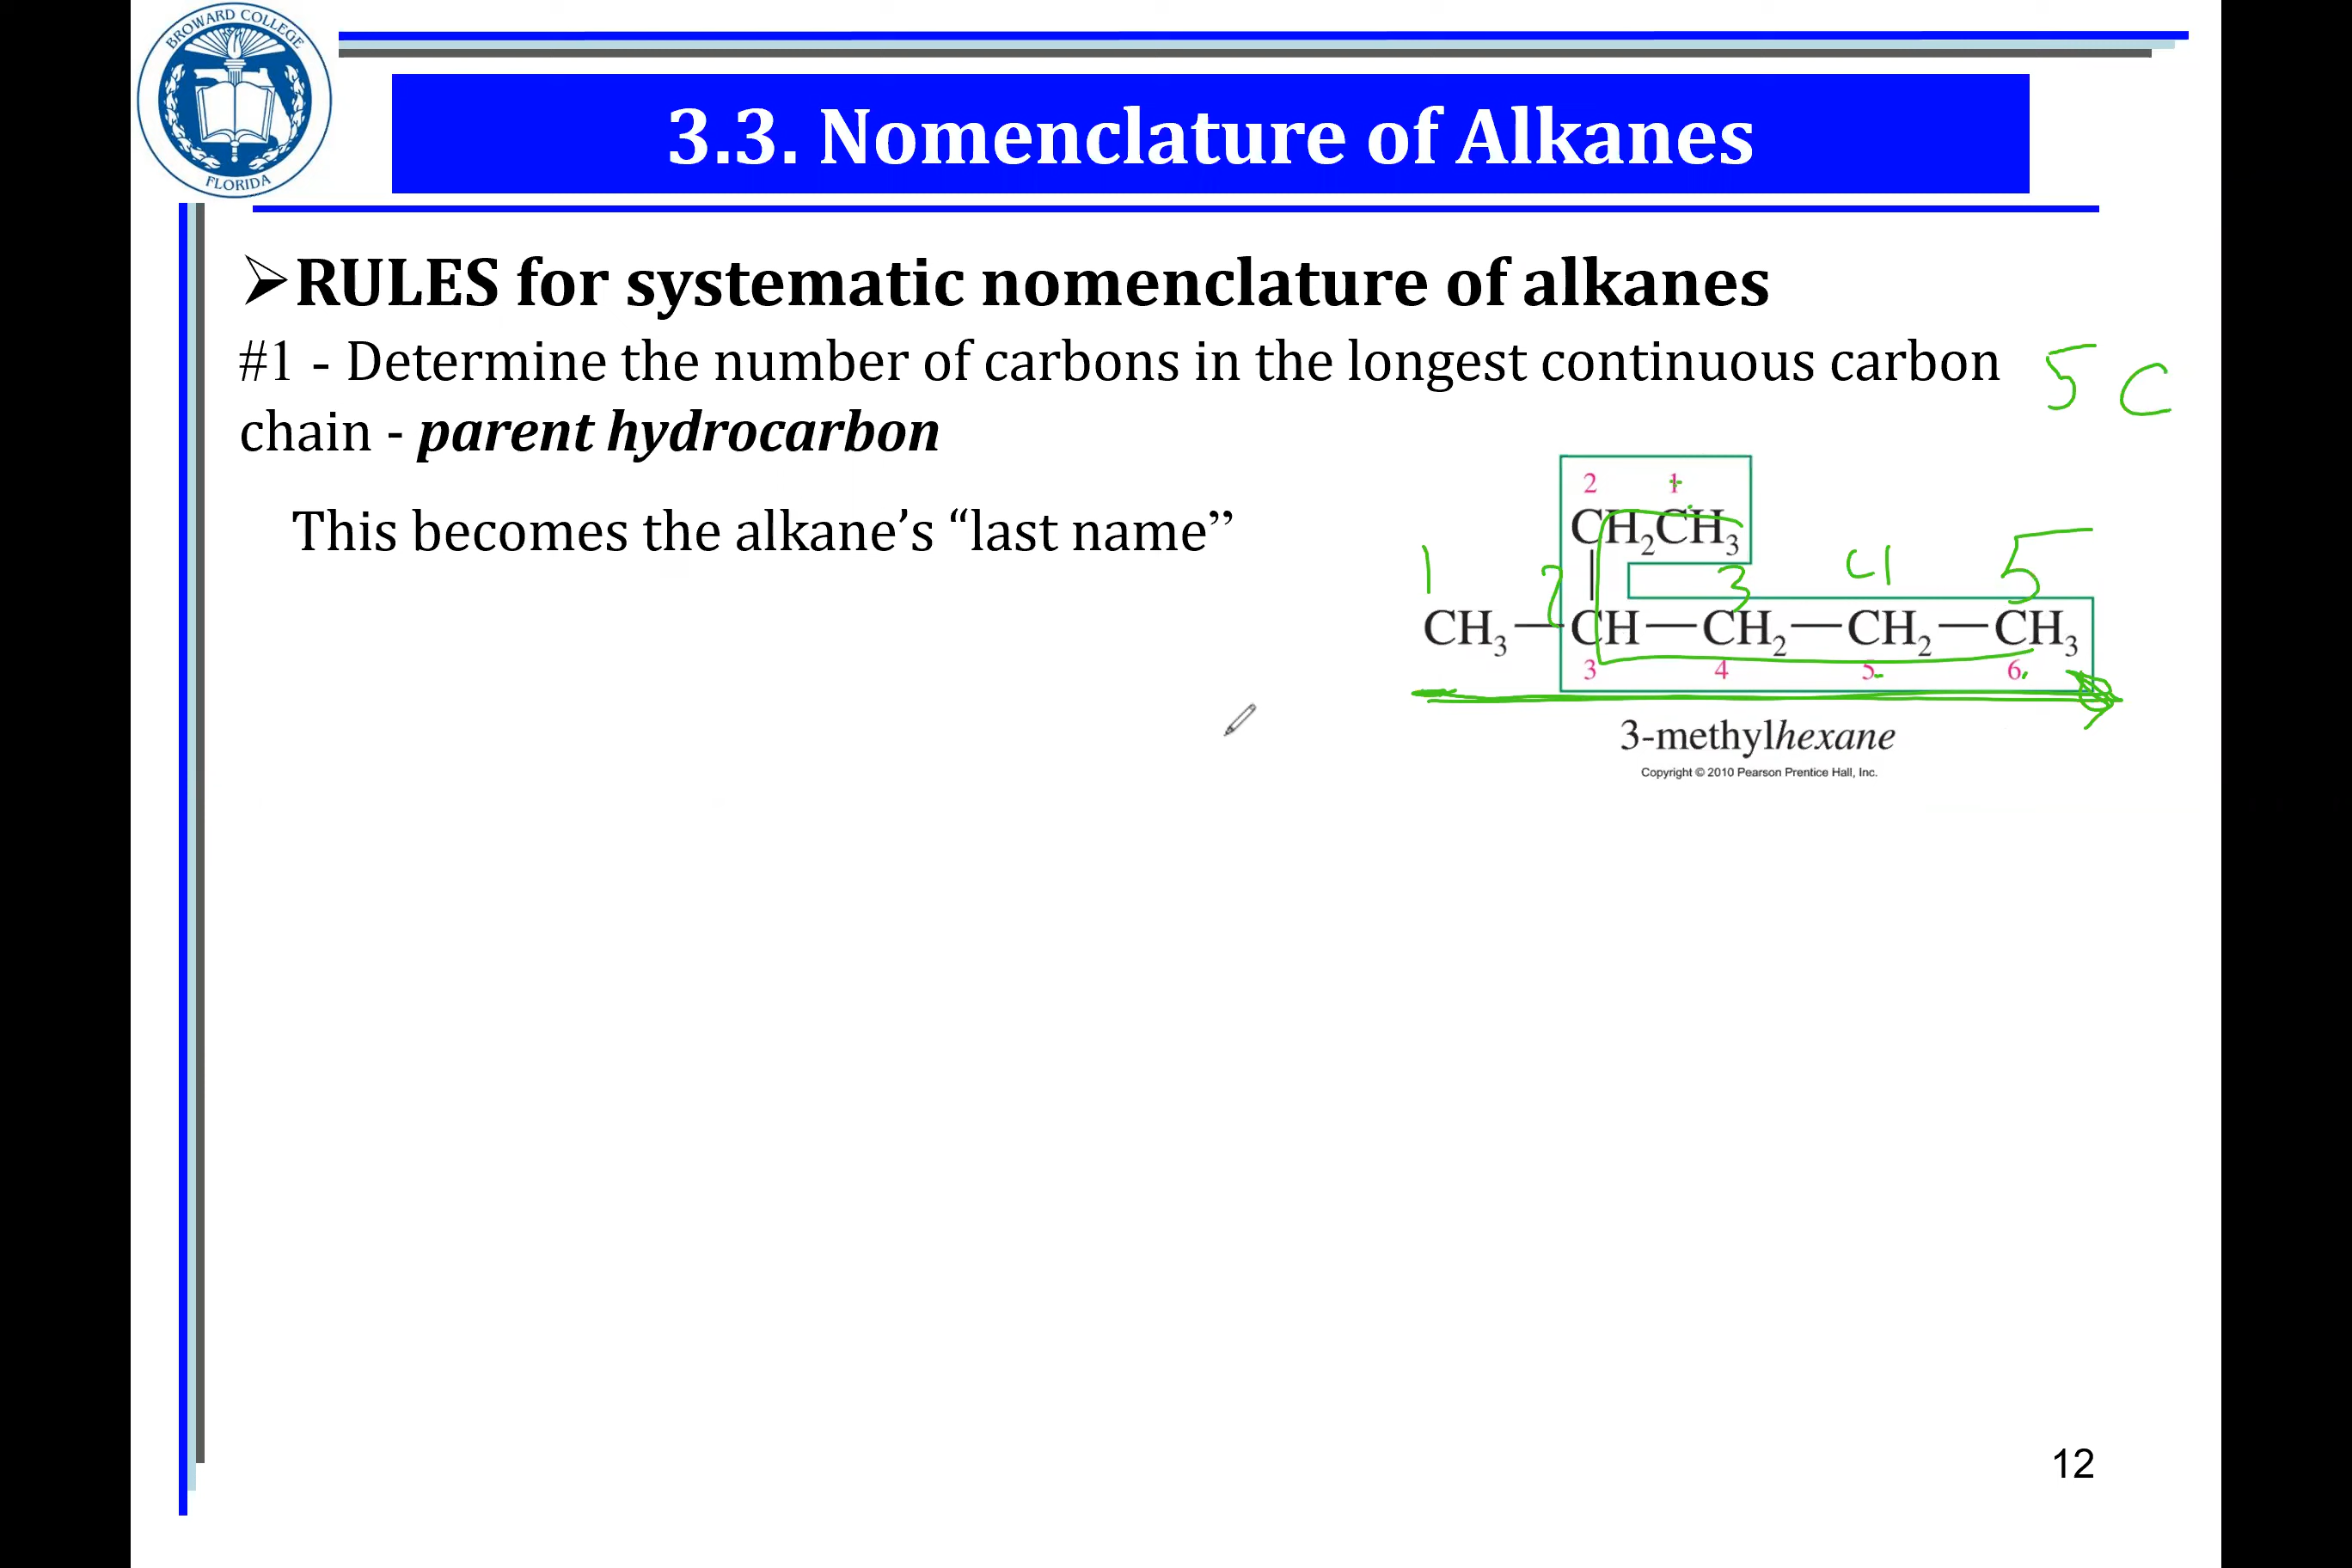 BROWARD COLLEGE
FLORIDA
3.3. Nomenclature of Alkanes
➢RULES for systematic nomenclature of alkanes
#1 - Determine the number of carbons in the longest continuous carbon
chain - parent hydrocarbon
5 C
This becomes the alkane’s “last name”
2 1
CH₂CH₃
1 2 3 4 5
CH₃—CH—CH₂—CH₂—CH₃
3 4 5 6
3-methylhexane
Copyright © 2010 Pearson Prentice Hall, Inc.
12